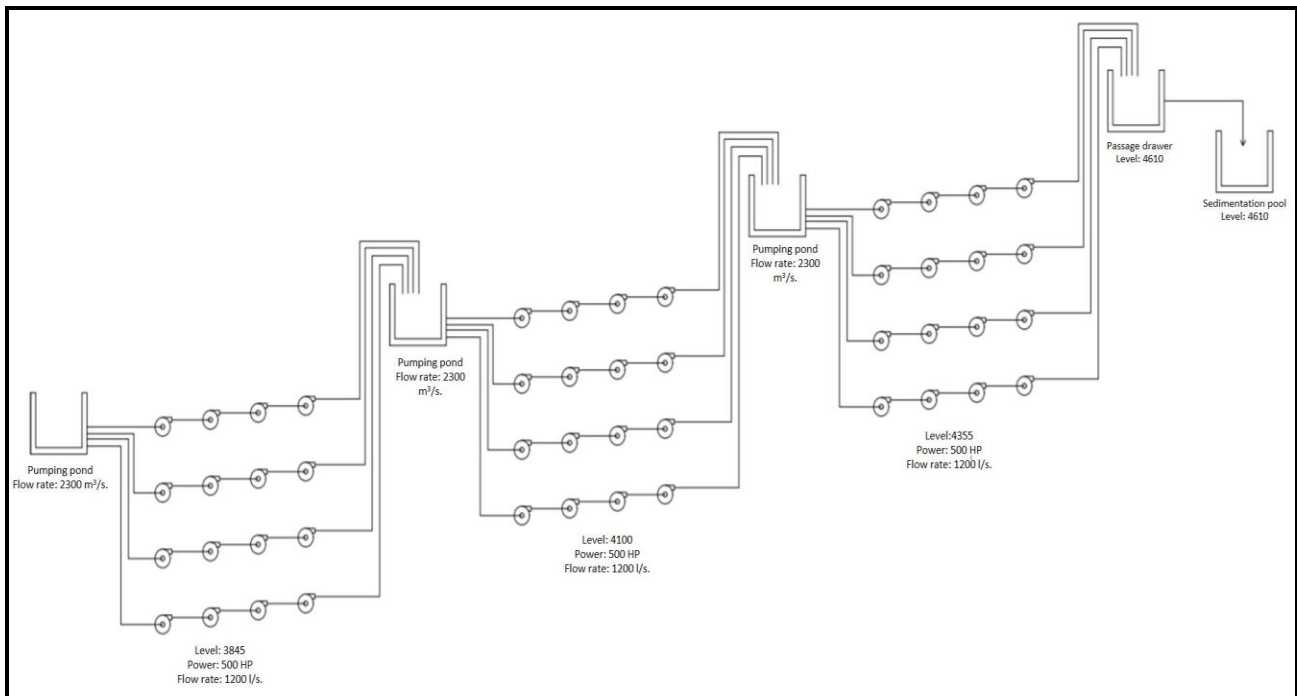 Pumping pond
Flow rate: 2300 m³/s.
Level: 3845
Power: 500 HP
Flow rate: 1200 l/s.
Pumping pond
Flow rate: 2300
m³/s.
Level: 4100
Power: 500 HP
Flow rate: 1200 l/s.
Pumping pond
Flow rate: 2300
m³/s.
Level:4355
Power: 500 HP
Flow rate: 1200 l/s.
Passage drawer
Level: 4610
Sedimentation pool
Level: 4610